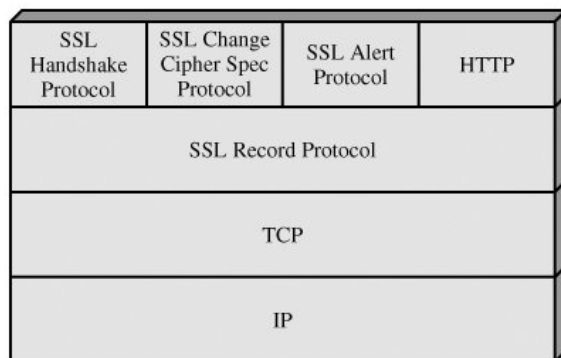 SSL
Handshake
Protocol
SSL Change
Cipher Spec
Protocol
SSL Alert
Protocol
HTTP
SSL Record Protocol
TCP
IP